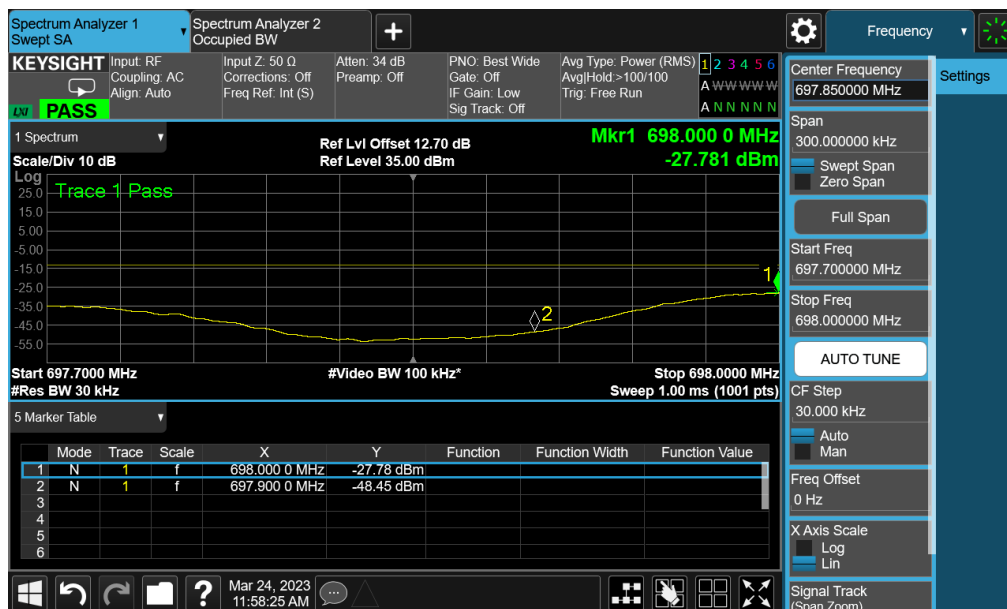 Spectrum Analyzer 1
Swept SA
Spectrum Analyzer 2
Occupied BW
Frequency
KEYSIGHT
LXI
PASS
Input: RF
Coupling: AC
Align: Auto
Input Z: 50 Ω
Corrections: Off
Freq Ref: Int (S)
Atten: 34 dB
Preamp: Off
PNO: Best Wide
Gate: Off
IF Gain: Low
Sig Track: Off
Avg Type: Power (RMS)
Avg|Hold:>100/100
Trig: Free Run
1 2 3 4 5 6
A W W W W W
A N N N N N
1 Spectrum
Scale/Div 10 dB
Ref Lvl Offset 12.70 dB
Ref Level 35.00 dBm
Mkr1 698.000 0 MHz
-27.781 dBm
Log
Trace 1 Pass
25.0
15.0
5.00
-5.00
-15.0
-25.0
-35.0
-45.0
-55.0
1
2
Start 697.7000 MHz
#Video BW 100 kHz*
Stop 698.0000 MHz
#Res BW 30 kHz
Sweep 1.00 ms (1001 pts)
5 Marker Table
Mode Trace Scale X Y Function Function Width Function Value
1 N 1 f 698.000 0 MHz -27.78 dBm
2 N 1 f 697.900 0 MHz -48.45 dBm
3
4
5
6
Mar 24, 2023
11:58:25 AM
Center Frequency
697.850000 MHz
Settings
Span
300.000000 kHz
Swept Span
Zero Span
Full Span
Start Freq
697.700000 MHz
Stop Freq
698.000000 MHz
AUTO TUNE
CF Step
30.000 kHz
Auto
Man
Freq Offset
0 Hz
X Axis Scale
Log
Lin
Signal Track
(Span Zoom)